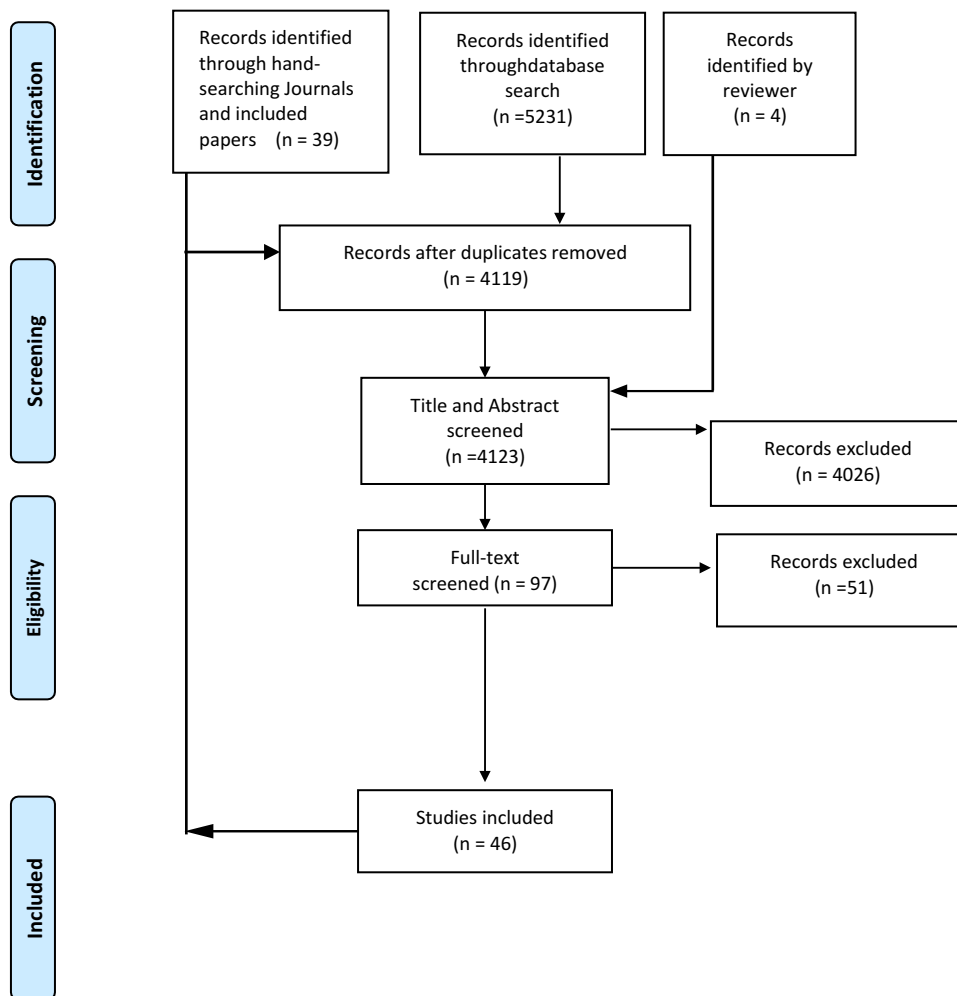 Identification
Records identified
through hand-
searching Journals
and included
papers (n = 39)
Records identified
throughdatabase
search
(n =5231)
Records
identified by
reviewer
(n = 4)
Records after duplicates removed
(n = 4119)
Screening
Title and Abstract
screened
(n =4123)
Records excluded
(n = 4026)
Eligibility
Full-text
screened (n = 97)
Records excluded
(n =51)
Included
Studies included
(n = 46)